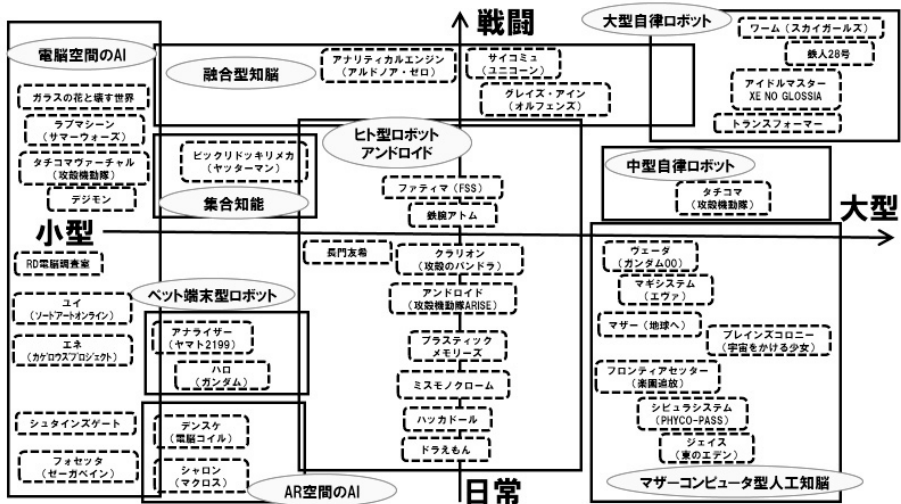 戦闘
大型自律ロボット
ワーム（スカイガールズ）
鉄人28号
アイドルマスター
XE NO GLOSSIA
トランスフォーマー
電脳空間のAI
ガラスの花と壊す世界
ラブマシーン
（サマーウォーズ）
タチコマヴァーチャル
（攻殻機動隊）
デジモン
融合型知脳
アナリティカルエンジン
（アルドノア・ゼロ）
サイコミュ
（ユニコーン）
グレイズ・アイン
（オルフェンズ）
ビックリドッキリメカ
（ヤッターマン）
集合知能
ヒト型ロボット
アンドロイド
ファティマ（FSS）
鉄腕アトム
中型自律ロボット
タチコマ
（攻殻機動隊）
小型
大型
RD電脳調査室
ユイ
（ソードアートオンライン）
エネ
（カゲロウズプロジェクト）
シュタインズゲート
フォセッタ
（ゼーガペイン）
ペット端末型ロボット
アナライザー
（ヤマト2199）
ハロ
（ガンダム）
デンスケ
（電脳コイル）
シャロン
（マクロス）
AR空間のAI
長門友希
クラリオン
（攻殻のパンドラ）
アンドロイド
（攻殻機動隊ARISE）
プラスティック
メモリーズ
ミスモノクローム
ハッカドール
ドラえもん
日常
ヴェーダ
（ガンダム00）
マギシステム
（エヴァ）
マザー（地球へ）
ブレインズコロニー
（宇宙をかける少女）
フロンティアセッター
（楽園追放）
シビュラシステム
（PHYCO-PASS）
ジュイス
（東のエデン）
マザーコンピュータ型人工知脳